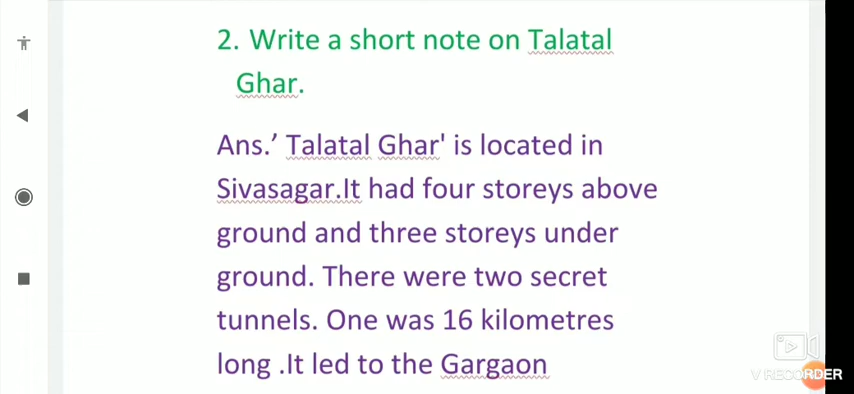 2. Write a short note on Talatal
Ghar.
Ans.’ Talatal Ghar' is located in
Sivasagar.It had four storeys above
ground and three storeys under
ground. There were two secret
tunnels. One was 16 kilometres
long .It led to the Gargaon
V RECORDER